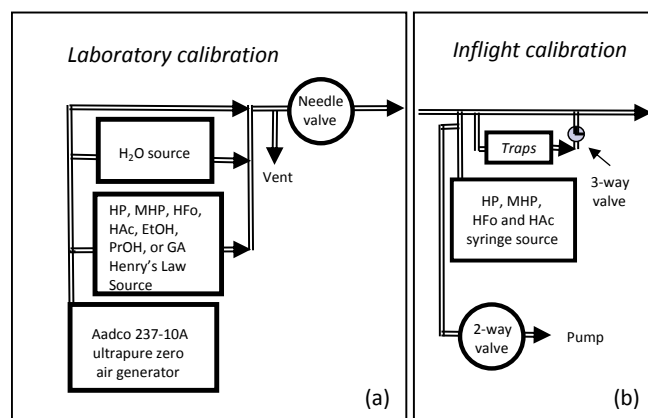 Laboratory calibration
Needle
valve
H₂O source
Vent
HP, MHP, HFo,
HAc, EtOH,
PrOH, or GA
Henry's Law
Source
Aadco 237-10A
ultrapure zero
air generator
(a)
Inflight calibration
Traps
3-way
valve
HP, MHP,
HFo and HAc
syringe source
2-way
valve
Pump
(b)